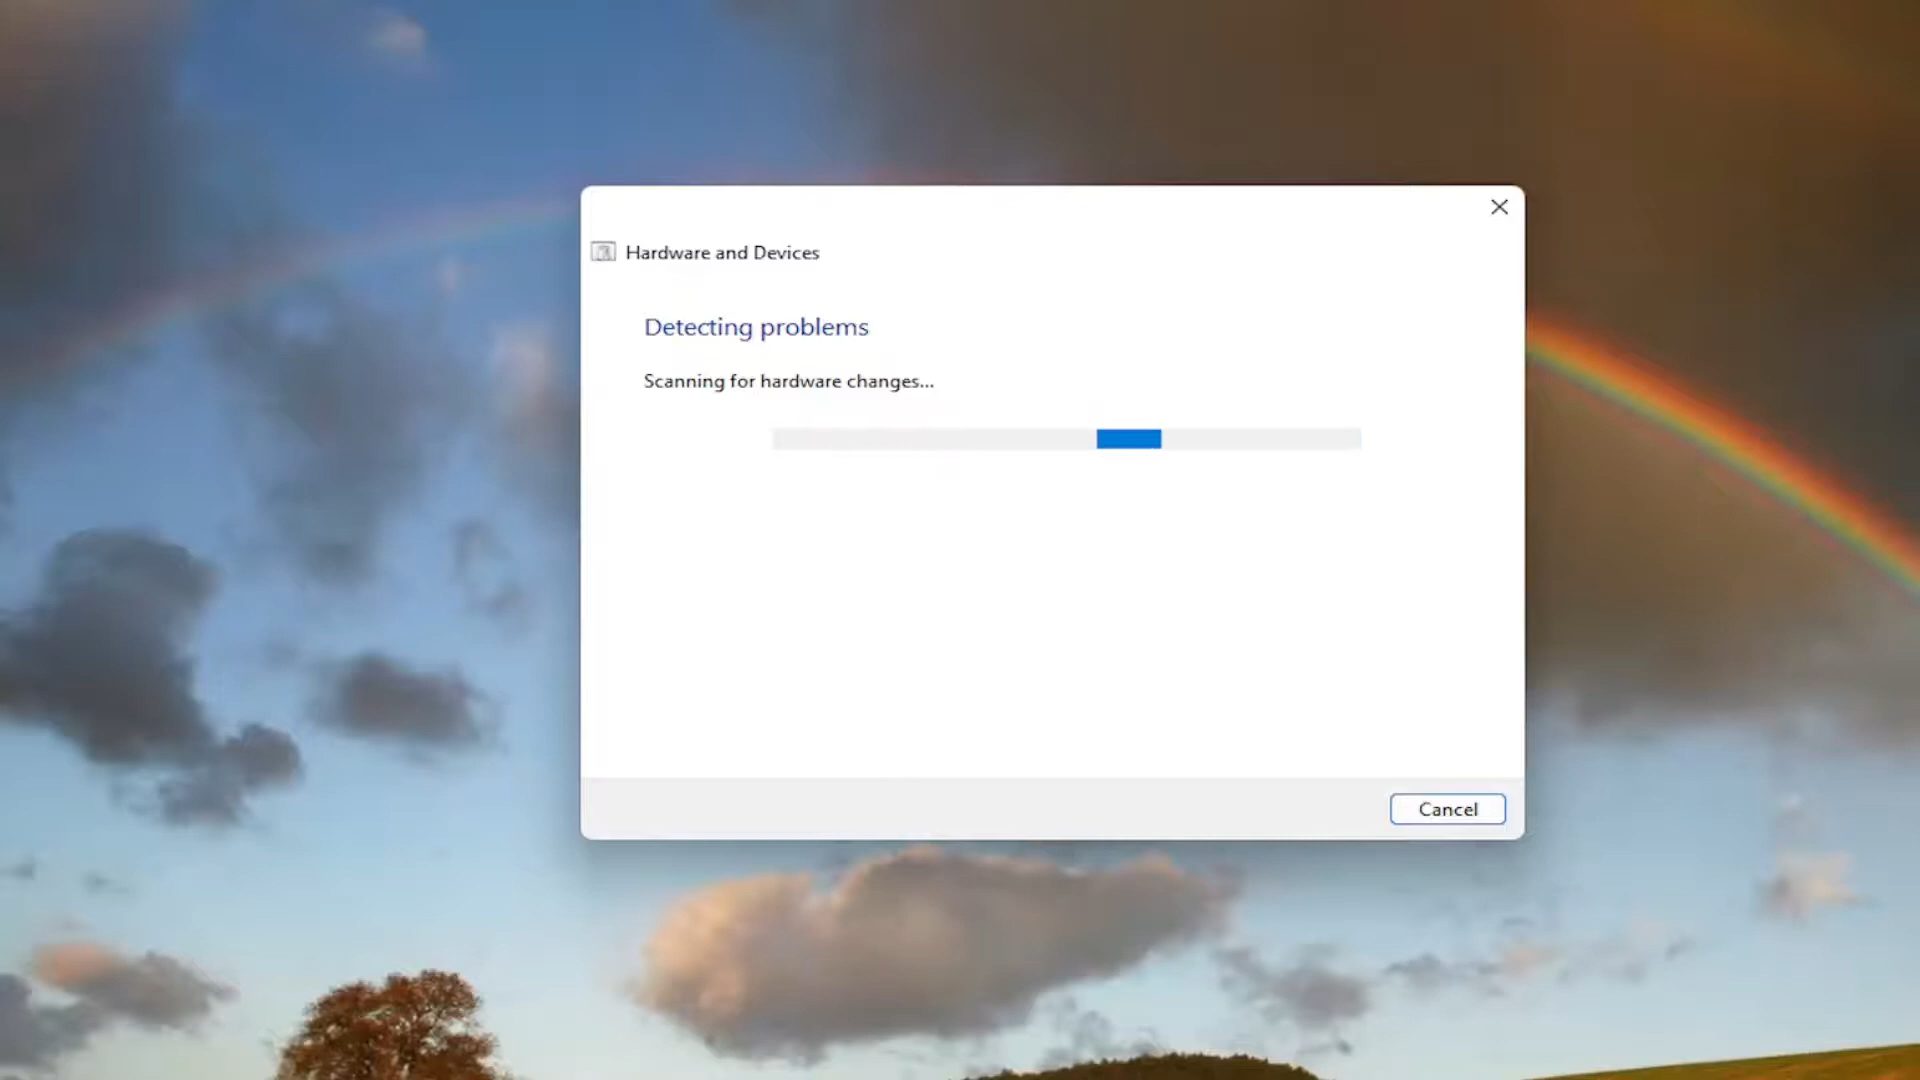 Hardware and Devices
Detecting problems
Scanning for hardware changes...
Cancel